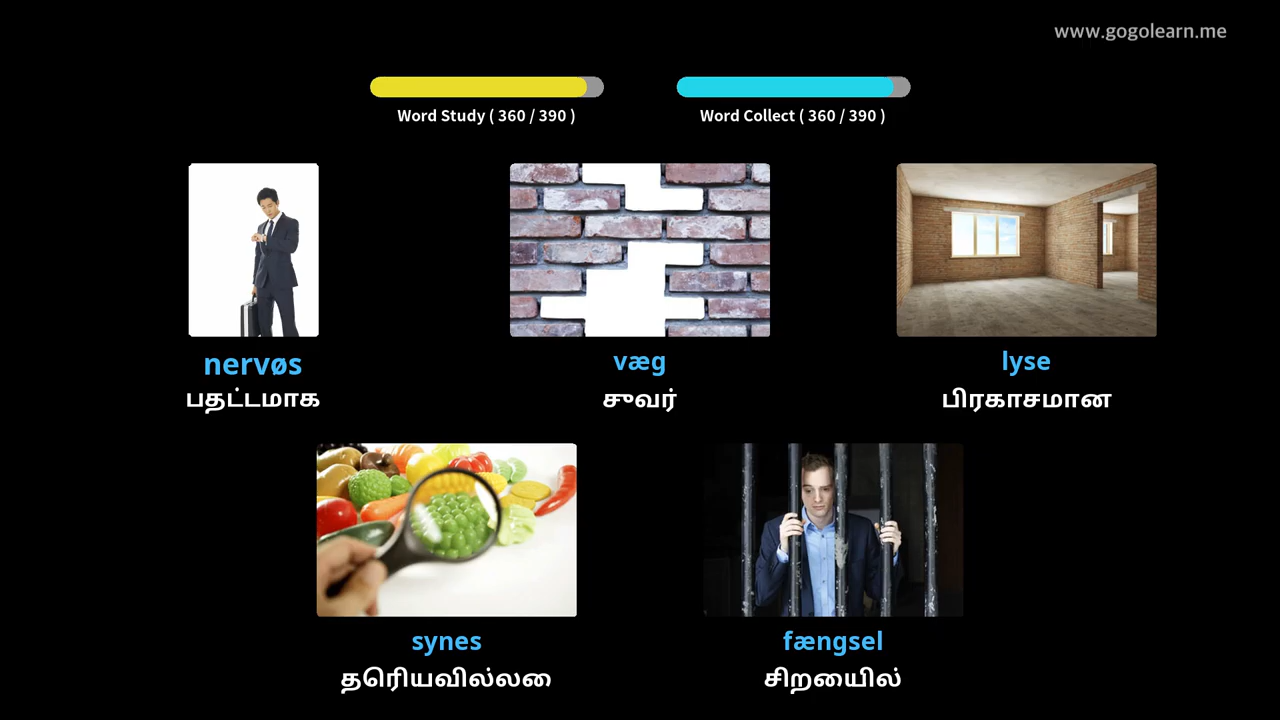 www.gogolearn.me
Word Study ( 360 / 390 )
Word Collect ( 360 / 390 )
nervøs
பதட்டமாக
væg
சுவர்
lyse
பிரகாசமான
synes
தெரியவில்லை
fængsel
சிறையில்